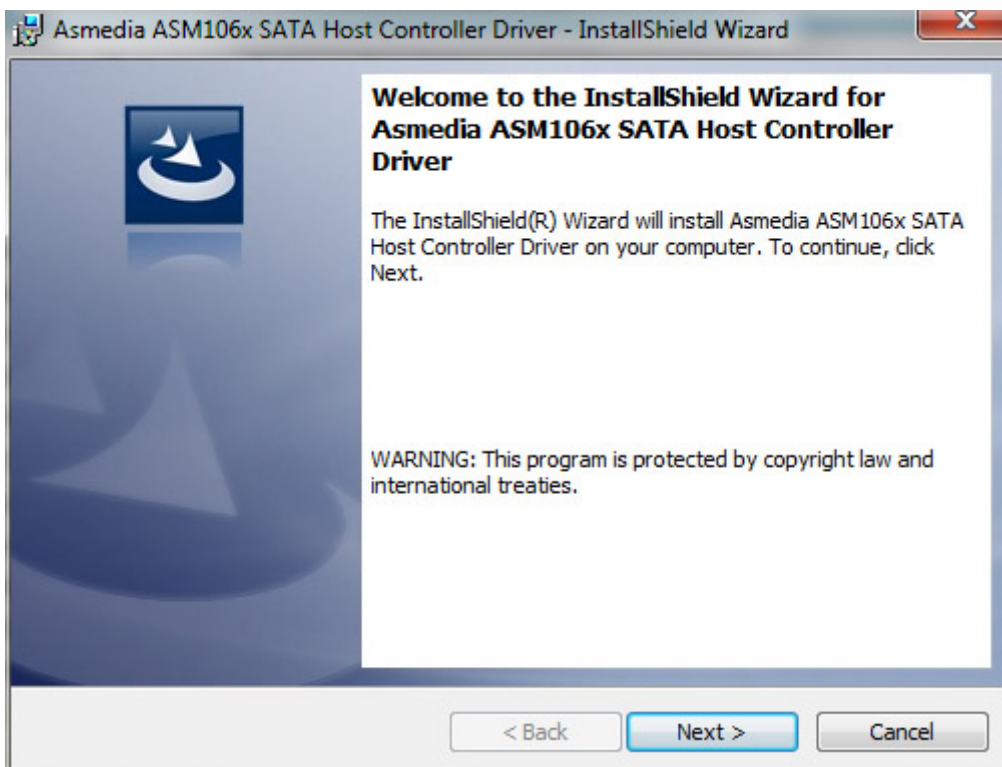 Asmedia ASM106x SATA Host Controller Driver - InstallShield Wizard
Welcome to the InstallShield Wizard for
Asmedia ASM106x SATA Host Controller
Driver
The InstallShield(R) Wizard will install Asmedia ASM106x SATA
Host Controller Driver on your computer. To continue, click
Next.
WARNING: This program is protected by copyright law and
international treaties.
< Back
Next >
Cancel